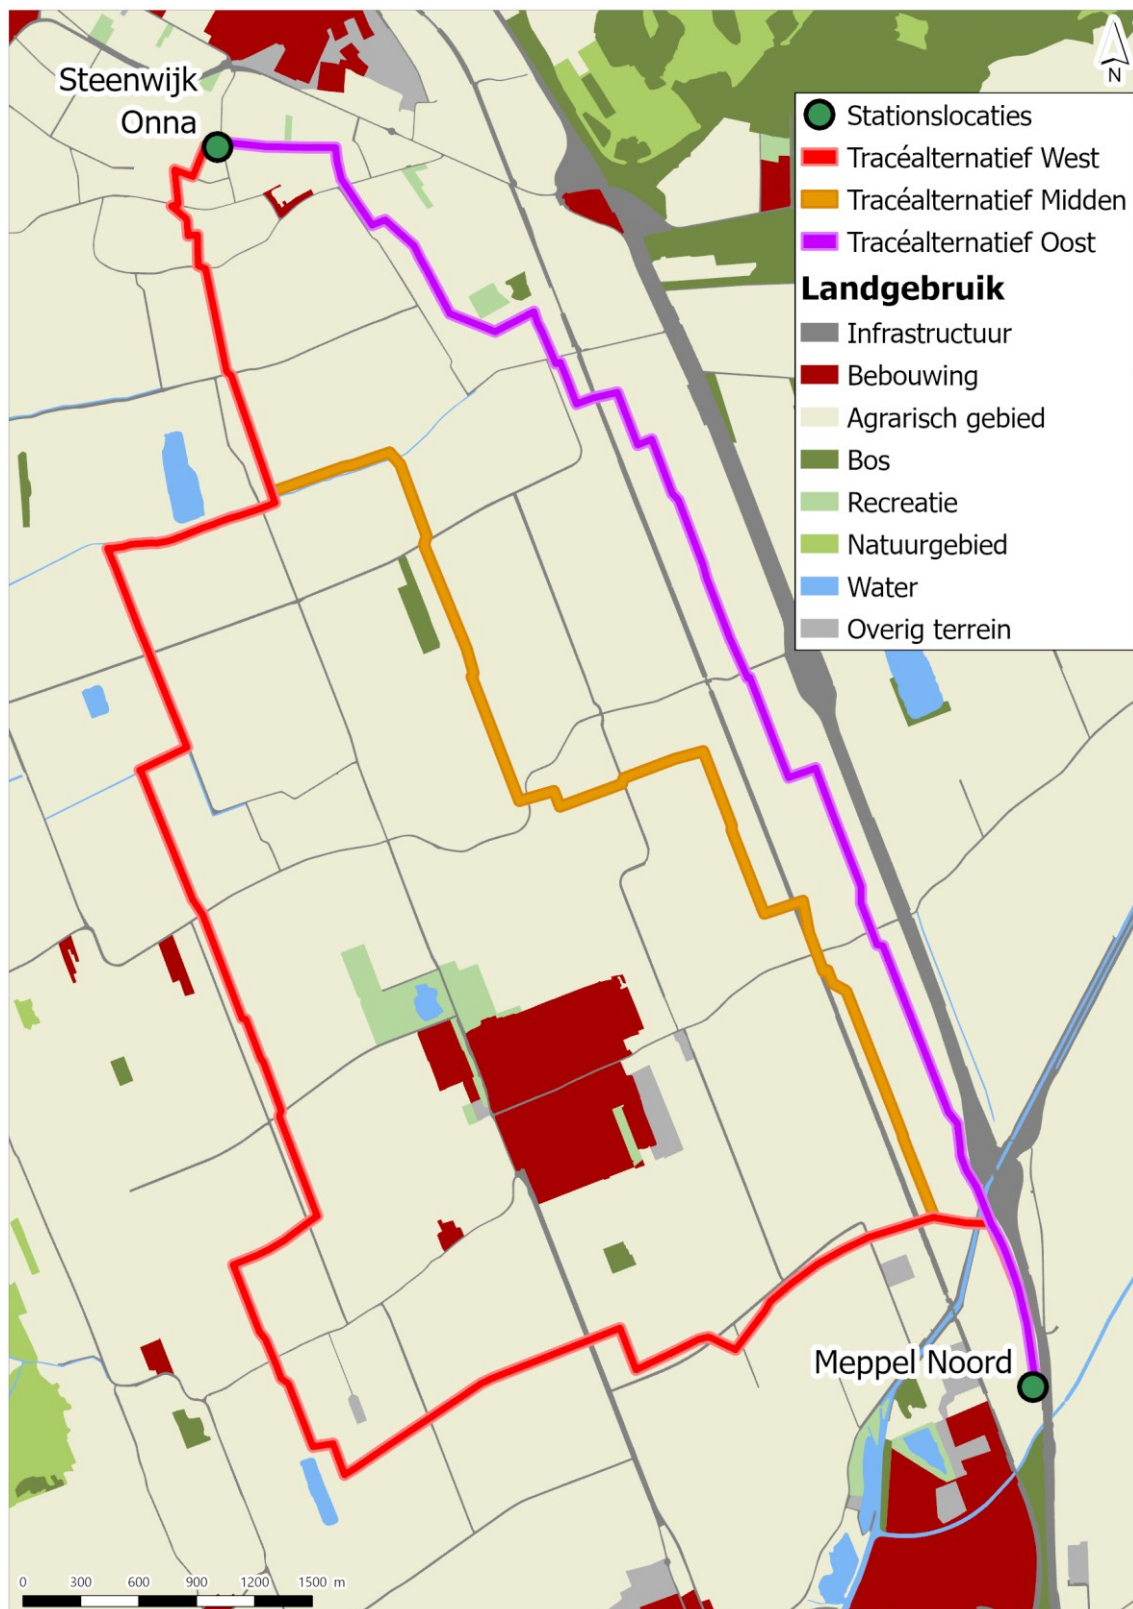 Steenwijk
Onna
N
Stationslocaties
Tracéalternatief West
Tracéalternatief Midden
Tracéalternatief Oost
Landgebruik
Infrastructuur
Bebouwing
Agrarisch gebied
Bos
Recreatie
Natuurgebied
Water
Overig terrein
Meppel Noord
0 300 600 900 1200 1500 m